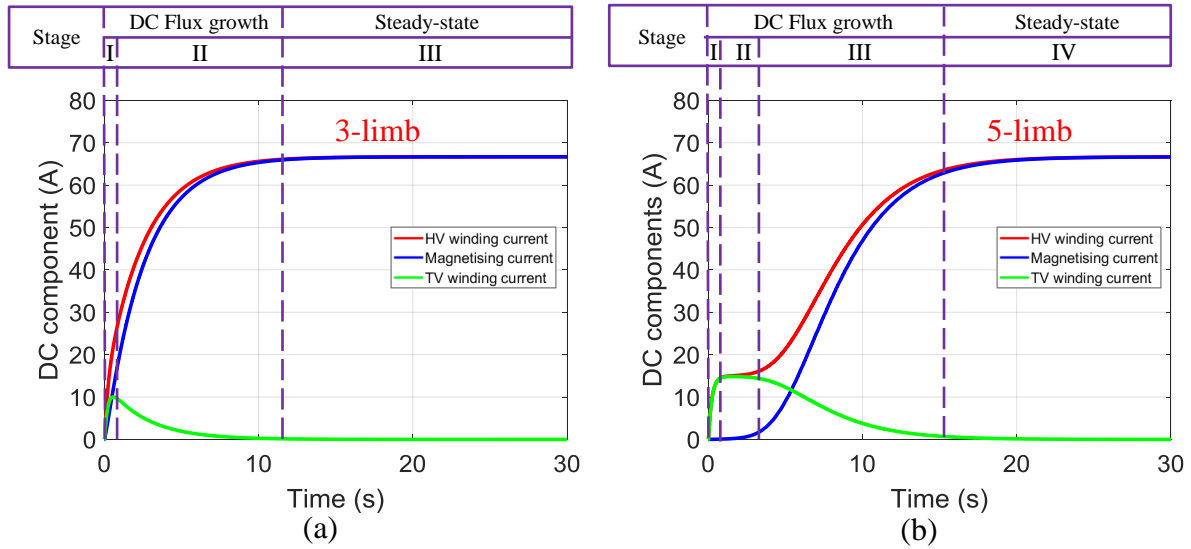 Stage
DC Flux growth
Steady-state
I
II
III
80
70
60
50
40
30
20
10
0
DC component (A)
3-limb
HV winding current
Magnetising current
TV winding current
0
10
20
30
Time (s)
(a)
Stage
DC Flux growth
Steady-state
I
II
III
IV
80
70
60
50
40
30
20
10
0
DC components (A)
5-limb
HV winding current
Magnetising current
TV winding current
0
10
20
30
Time (s)
(b)